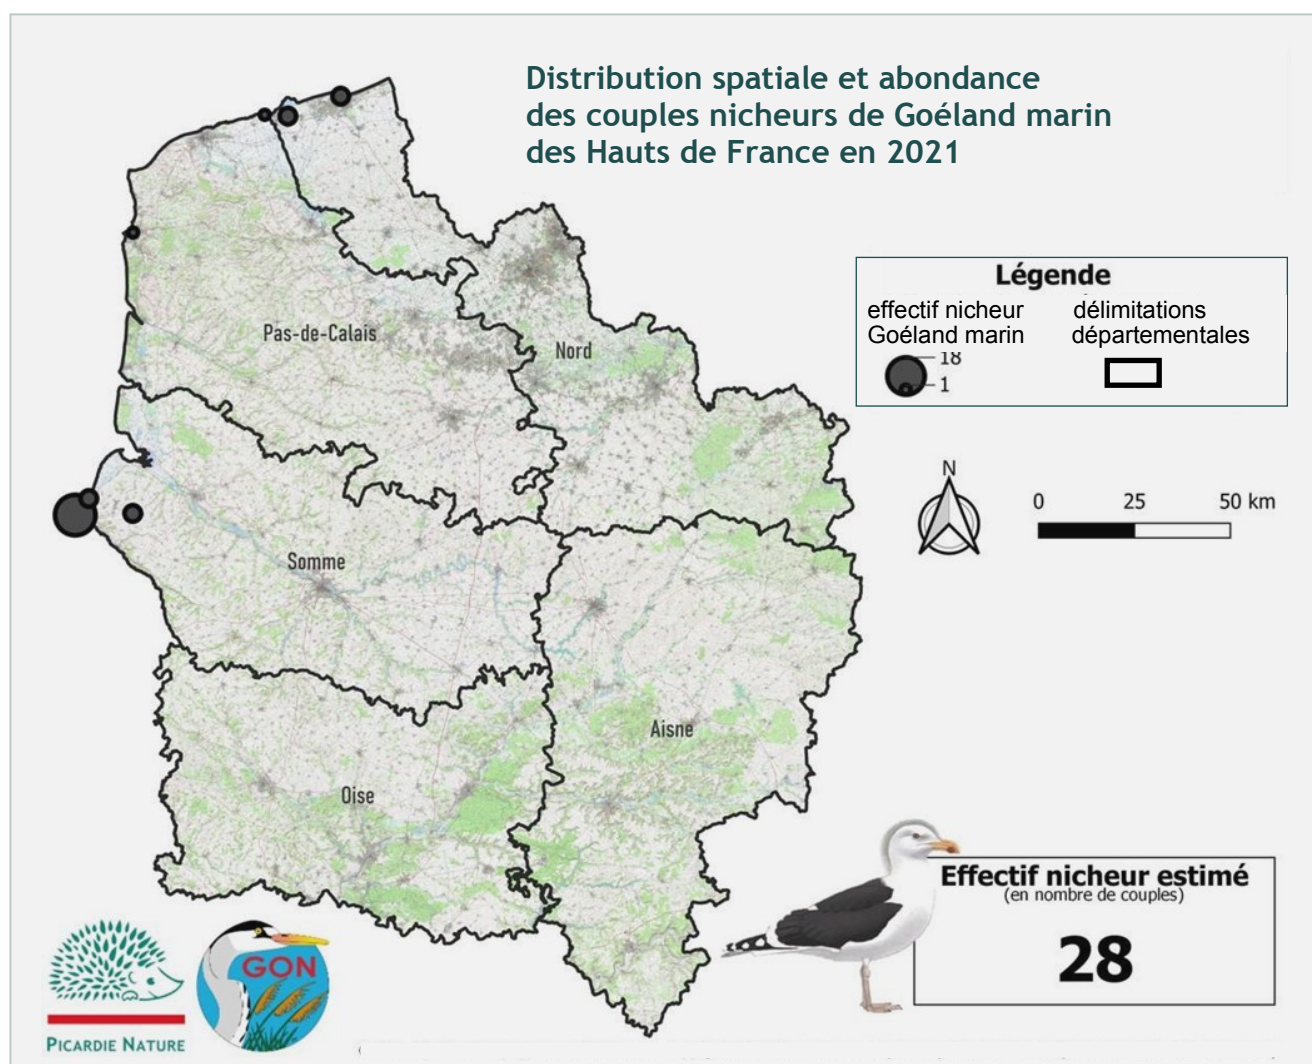 Distribution spatiale et abondance
des couples nicheurs de Goéland marin
des Hauts de France en 2021
Légende
effectif nicheur
Goéland marin
18
1
délimitations
départementales
Pas-de-Calais
Nord
N
0 25 50 km
Somme
Aisne
Oise
Effectif nicheur estimé
(en nombre de couples)
28
GON
PICARDIE NATURE